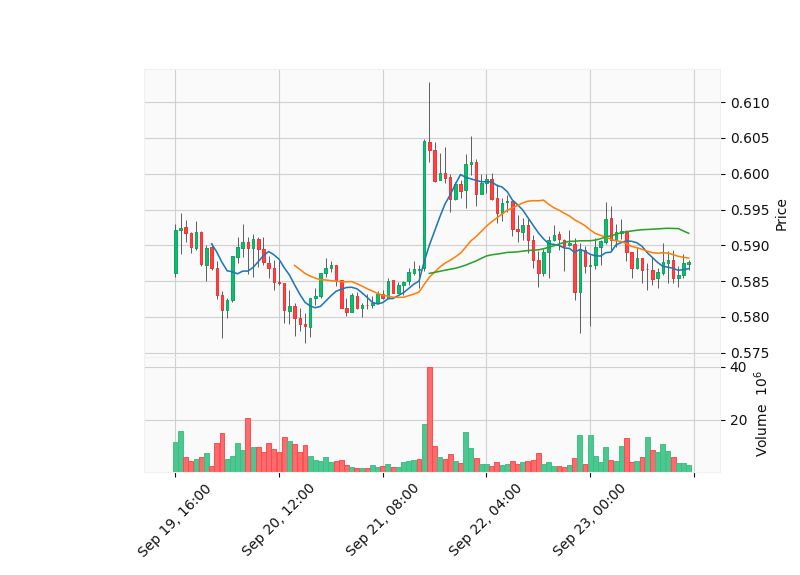 0.610
0.605
0.600
0.595
0.590
0.585
0.580
0.575
Price
40
20
Volume 10^6
Sep 19, 16:00
Sep 20, 12:00
Sep 21, 08:00
Sep 22, 04:00
Sep 23, 00:00